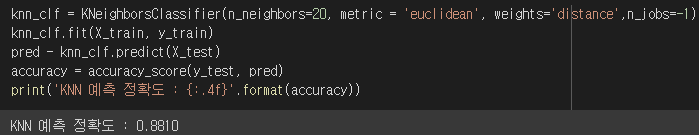 knn_clf = KNeighborsClassifier(n_neighbors=20, metric = 'euclidean', weights='distance',n_jobs=-1)
knn_clf.fit(X_train, y_train)
pred - knn_clf.predict(X_test)
accuracy = accuracy_score(y_test, pred)
print('KNN 예측 정확도 : {:.4f}'.format(accuracy))
KNN 예측 정확도 : 0.8810